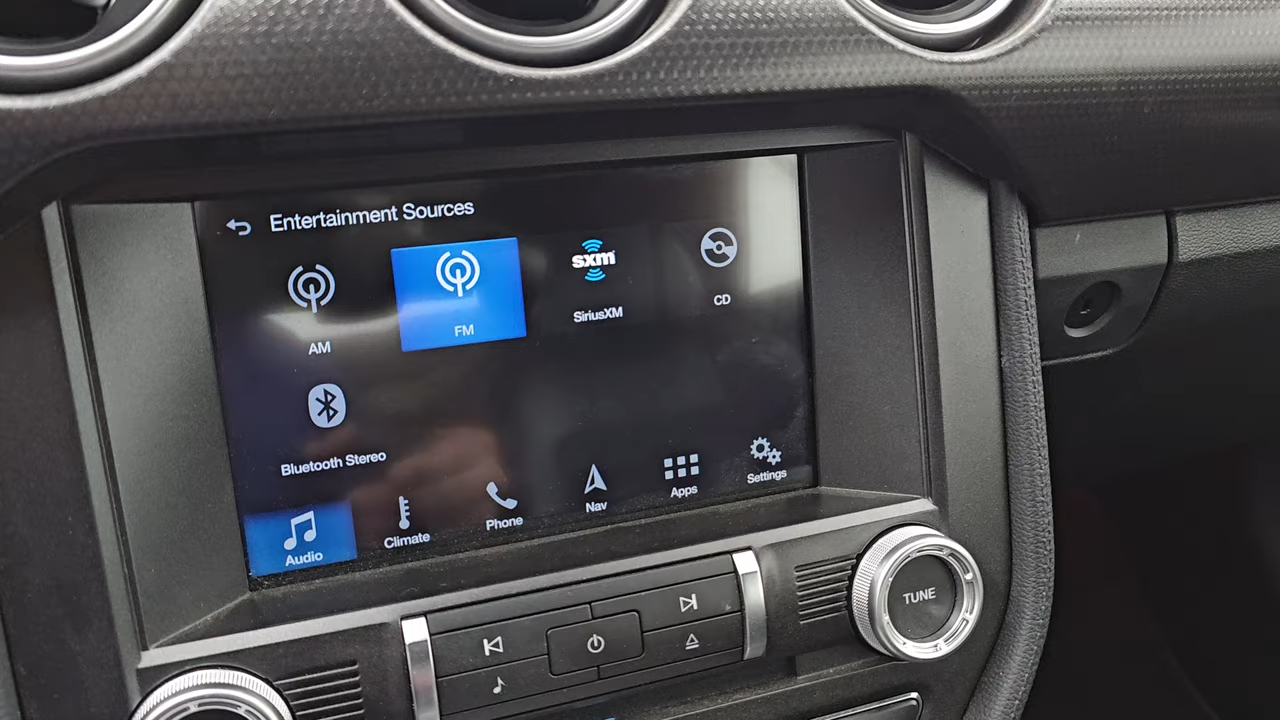 Entertainment Sources
AM
FM
sxm
SiriusXM
CD
Bluetooth Stereo
Audio
Climate
Phone
Nav
Apps
Settings
TUNE